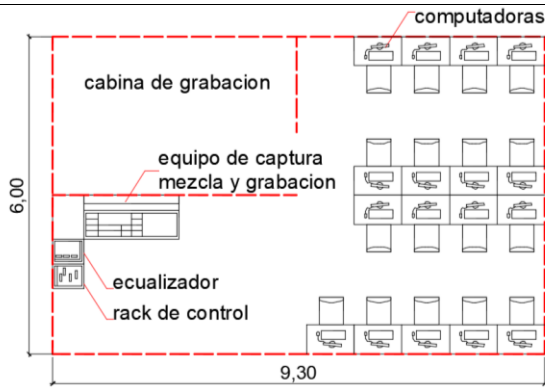 computadoras
cabina de grabacion
equipo de captura
mezcla y grabacion
6,00
ecualizador
rack de control
9,30